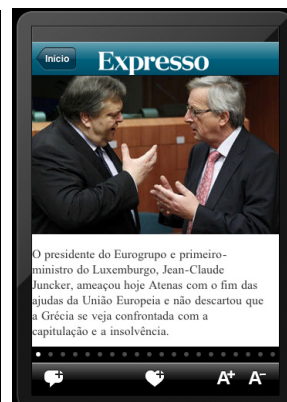 Início
Expresso
O presidente do Eurogrupo e primeiro-
ministro do Luxemburgo, Jean-Claude
Juncker, ameaçou hoje Atenas com o fim das
ajudas da União Europeia e não descartou que
a Grécia se veja confrontada com a
capitulação e a insolvência.
A+ A-